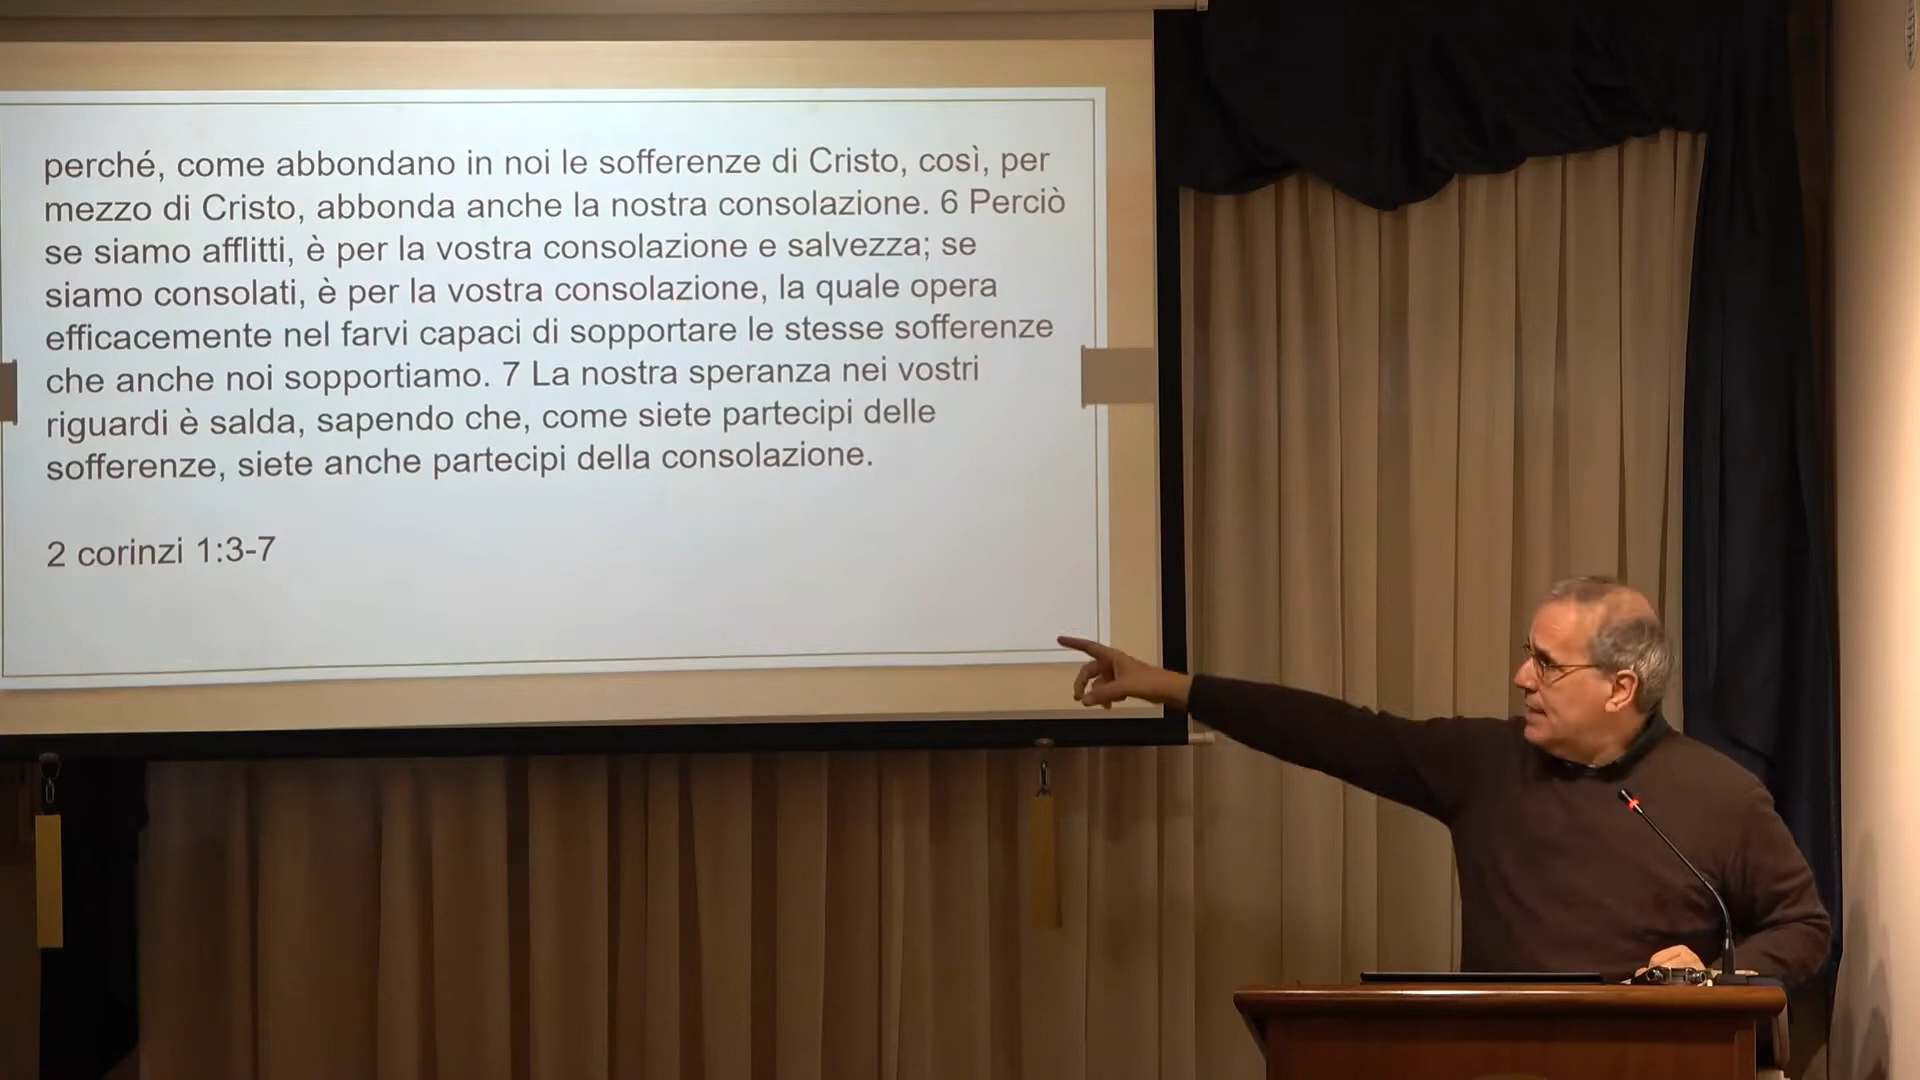 perché, come abbondano in noi le sofferenze di Cristo, così, per
mezzo di Cristo, abbonda anche la nostra consolazione. 6 Perciò
se siamo afflitti, è per la vostra consolazione e salvezza; se
siamo consolati, è per la vostra consolazione, la quale opera
efficacemente nel farvi capaci di sopportare le stesse sofferenze
che anche noi sopportiamo. 7 La nostra speranza nei vostri
riguardi è salda, sapendo che, come siete partecipi delle
sofferenze, siete anche partecipi della consolazione.
2 corinzi 1:3-7